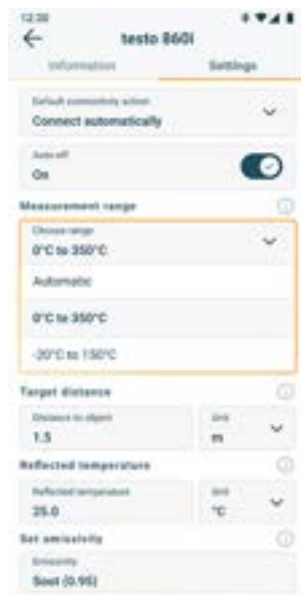 12:30
testo 860i
Information
Settings
Default connectivity action
Connect automatically
Auto off
On
Measurement range
Choose range
0°C to 350°C
Automatic
0°C to 350°C
-20°C to 150°C
Target distance
Distance to object
1.5
Unit
m
Reflected temperature
Reflected temperature
25.0
Unit
°C
Set emissivity
Emissivity
Soot (0.95)